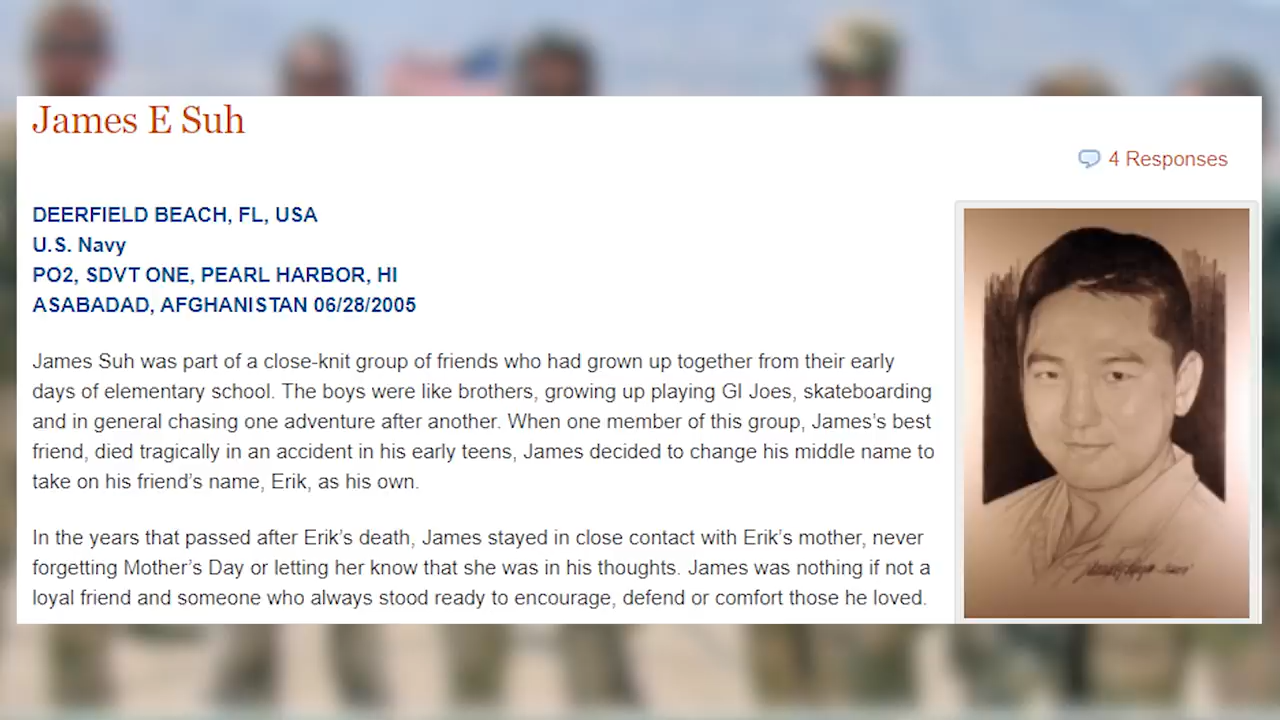 James E Suh
4 Responses
DEERFIELD BEACH, FL, USA
U.S. Navy
PO2, SDVT ONE, PEARL HARBOR, HI
ASABADAD, AFGHANISTAN 06/28/2005
James Suh was part of a close-knit group of friends who had grown up together from their early
days of elementary school. The boys were like brothers, growing up playing GI Joes, skateboarding
and in general chasing one adventure after another. When one member of this group, James’s best
friend, died tragically in an accident in his early teens, James decided to change his middle name to
take on his friend’s name, Erik, as his own.
In the years that passed after Erik’s death, James stayed in close contact with Erik’s mother, never
forgetting Mother’s Day or letting her know that she was in his thoughts. James was nothing if not a
loyal friend and someone who always stood ready to encourage, defend or comfort those he loved.